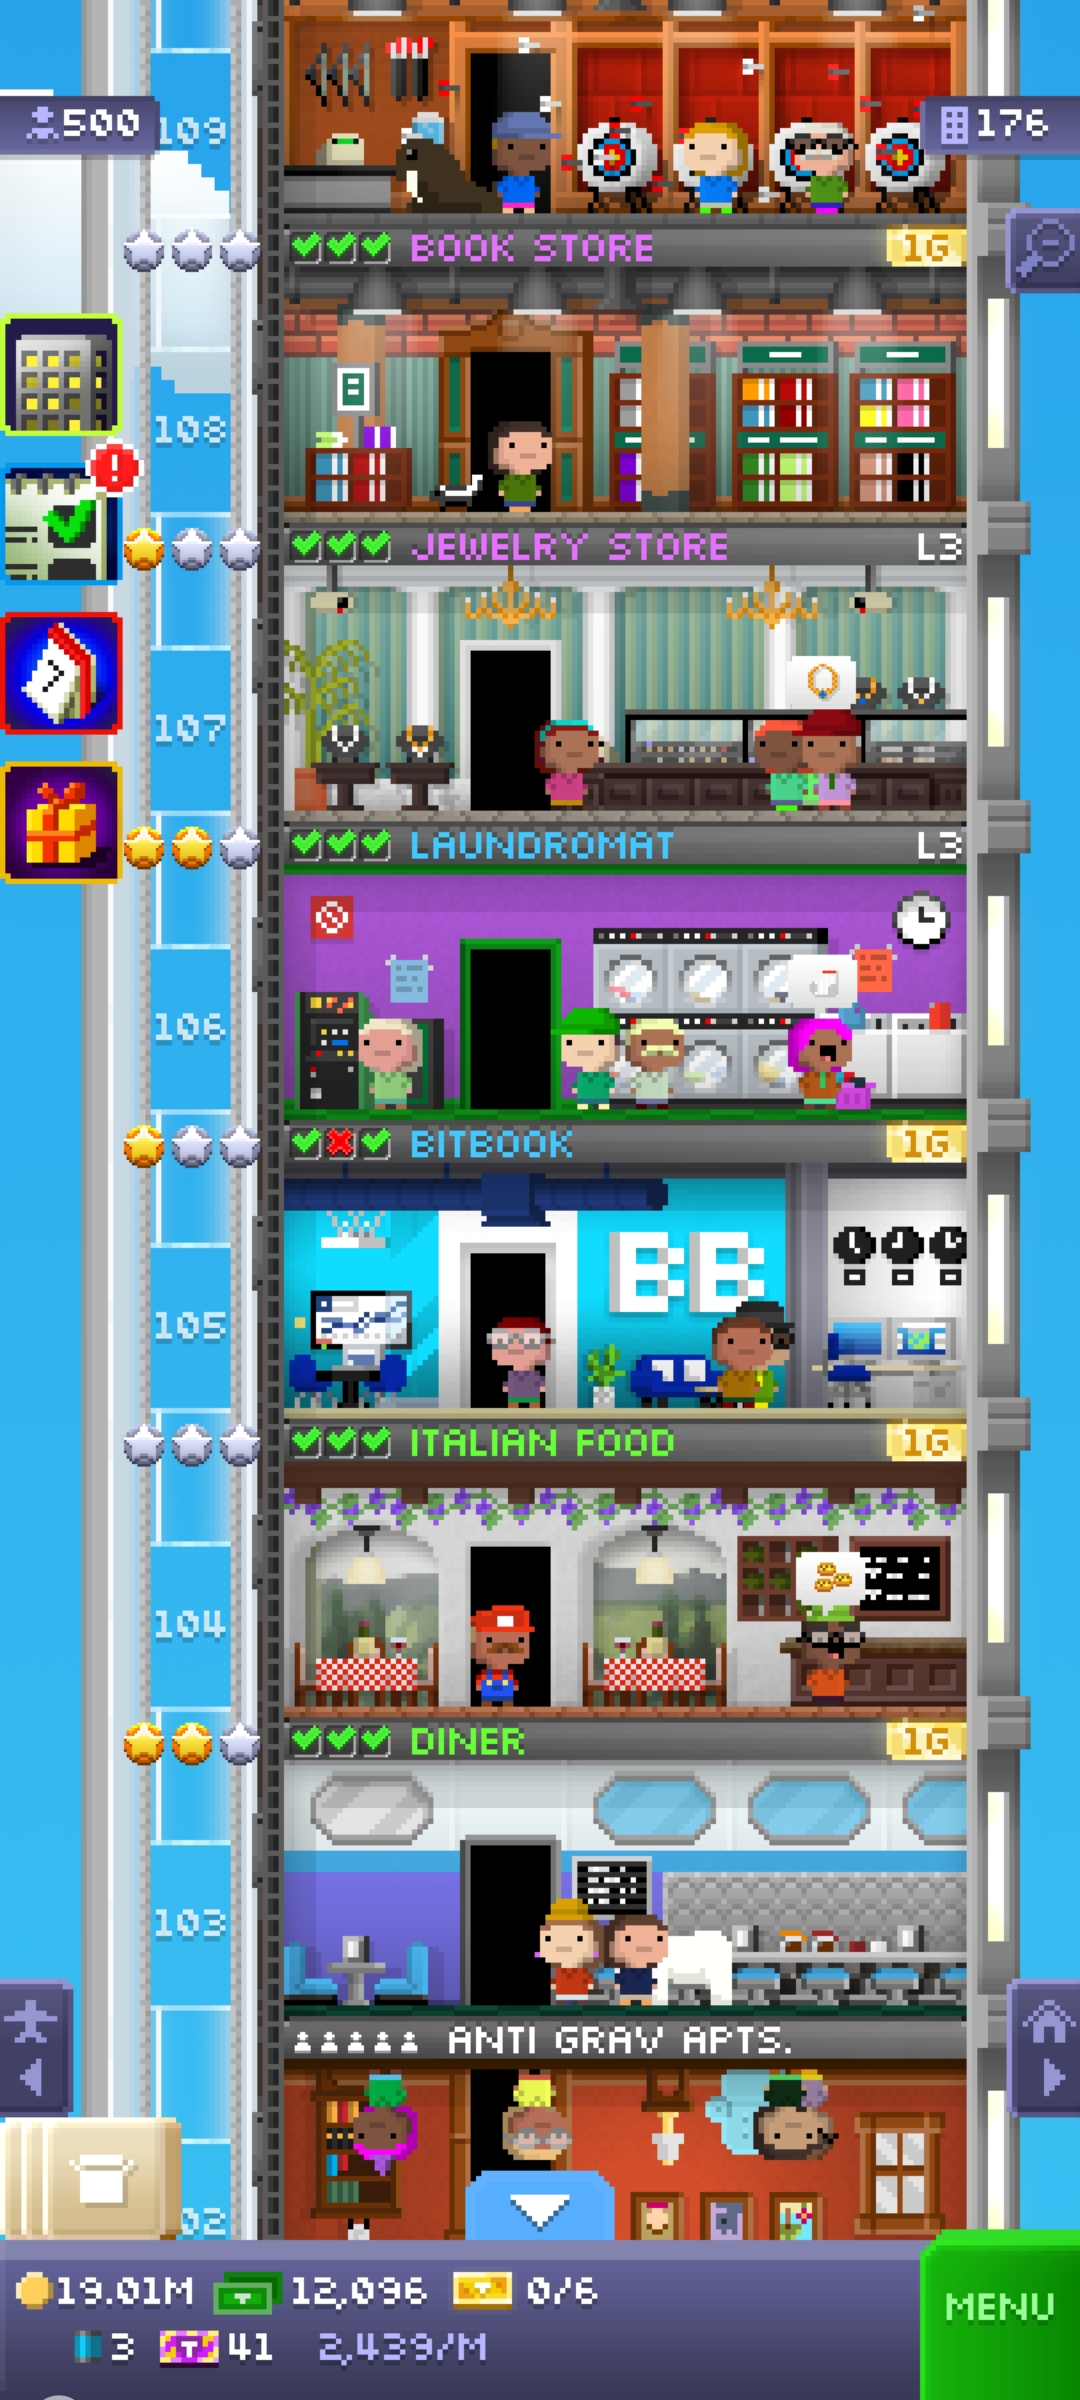 500
109
176
BOOK STORE 1G
108
JEWELRY STORE L3
7
107
LAUNDROMAT L3
106
BITBOOK 1G
BB
105
ITALIAN FOOD 1G
104
DINER 1G
103
ANTI GRAV APTS.
02
19.01M 12,096 0/6
3 T 41 2,439/M
MENU